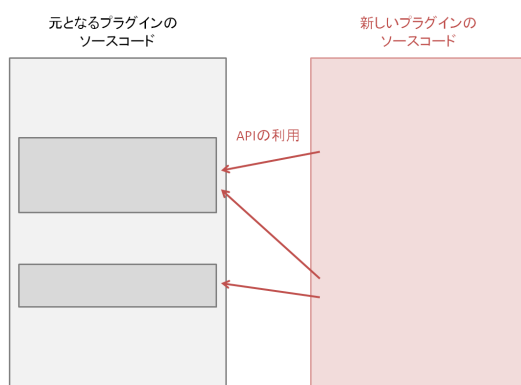 元となるプラグインの
ソースコード
新しいプラグインの
ソースコード
APIの利用